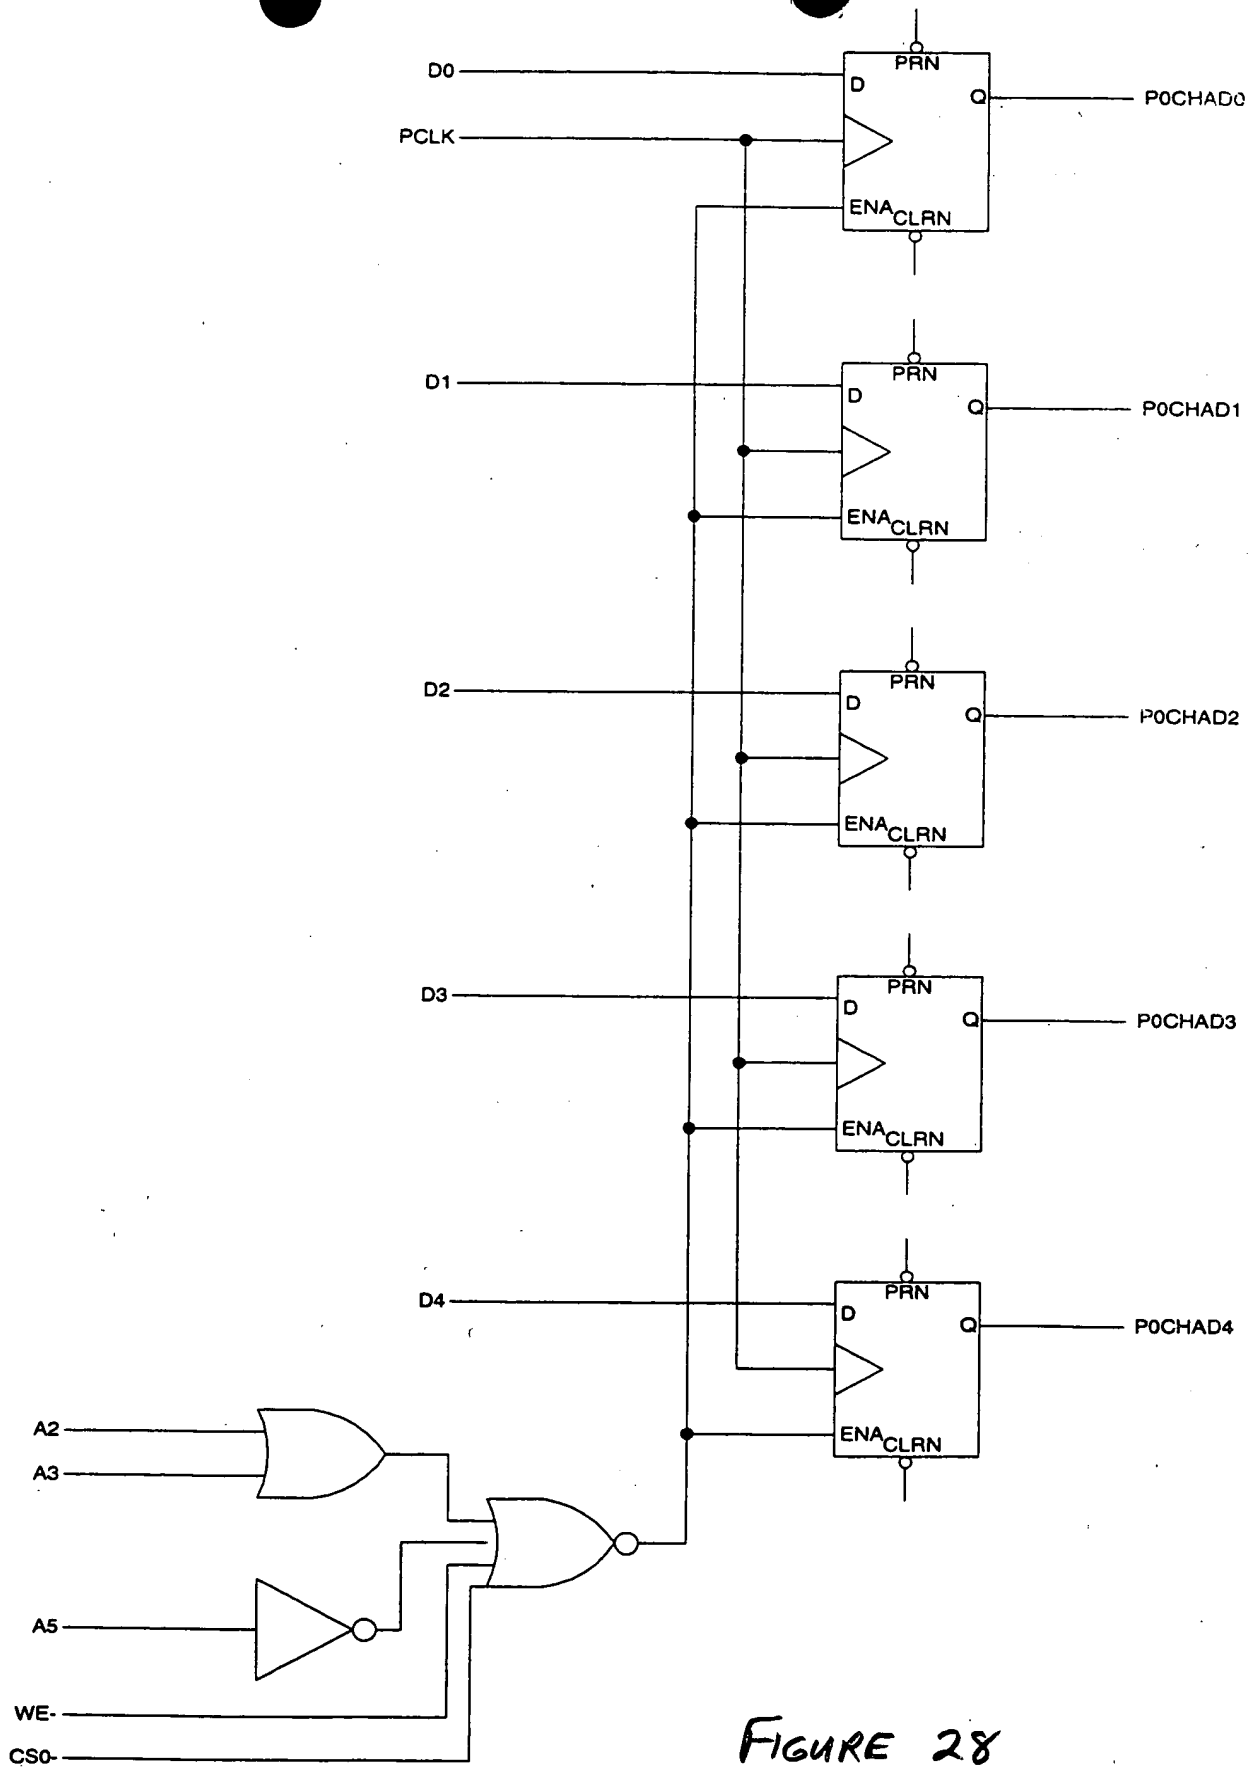 PRN
D0
D
Q
P0CHAD0
PCLK
ENA
CLRN
PRN
D1
D
Q
P0CHAD1
ENA
CLRN
PRN
D2
D
Q
P0CHAD2
ENA
CLRN
PRN
D3
D
Q
P0CHAD3
ENA
CLRN
PRN
D4
D
Q
P0CHAD4
ENA
CLRN
A2
A3
A5
WE-
CS0-
FIGURE 28